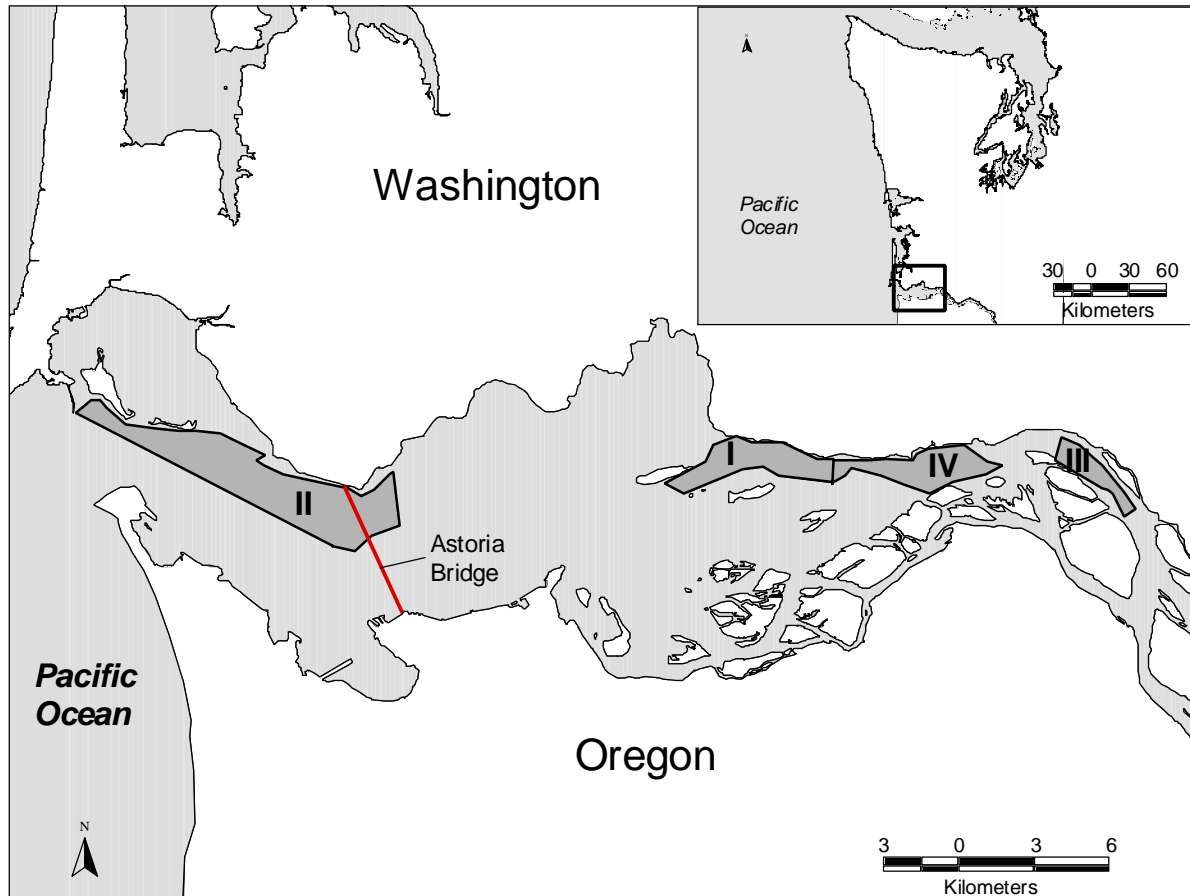 Washington
Pacific
Ocean
30 0 30 60
Kilometers
I
IV
III
II
Astoria
Bridge
Pacific
Ocean
Oregon
N
3 0 3 6
Kilometers